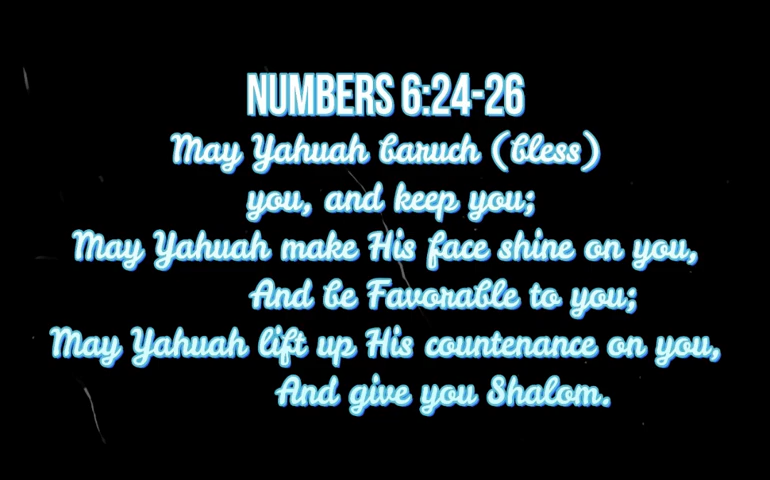 NUMBERS 6:24-26
May Yahuah baruch (bless)
you, and keep you;
May Yahuah make His face shine on you,
And be Favorable to you;
May Yahuah lift up His countenance on you,
And give you Shalom.